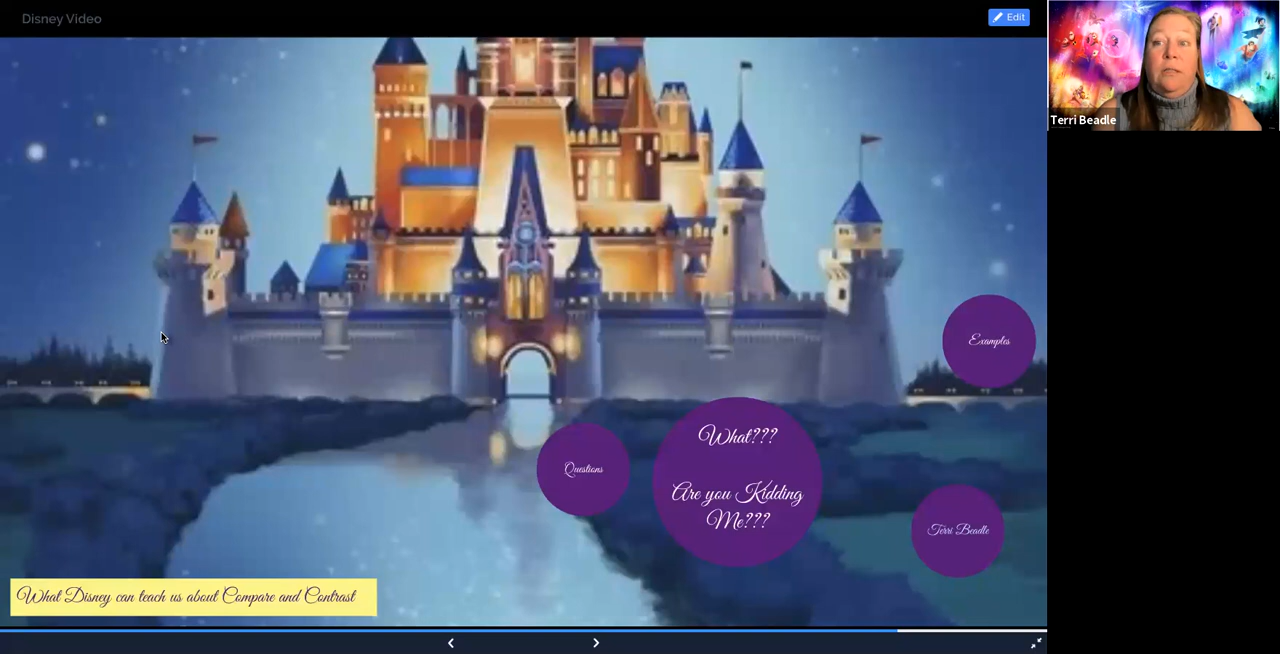 Disney Video
Edit
Terri Beadle
Examples
What???
Are you Kidding
Me???
Questions
Terri Beadle
What Disney can teach us about Compare and Contrast